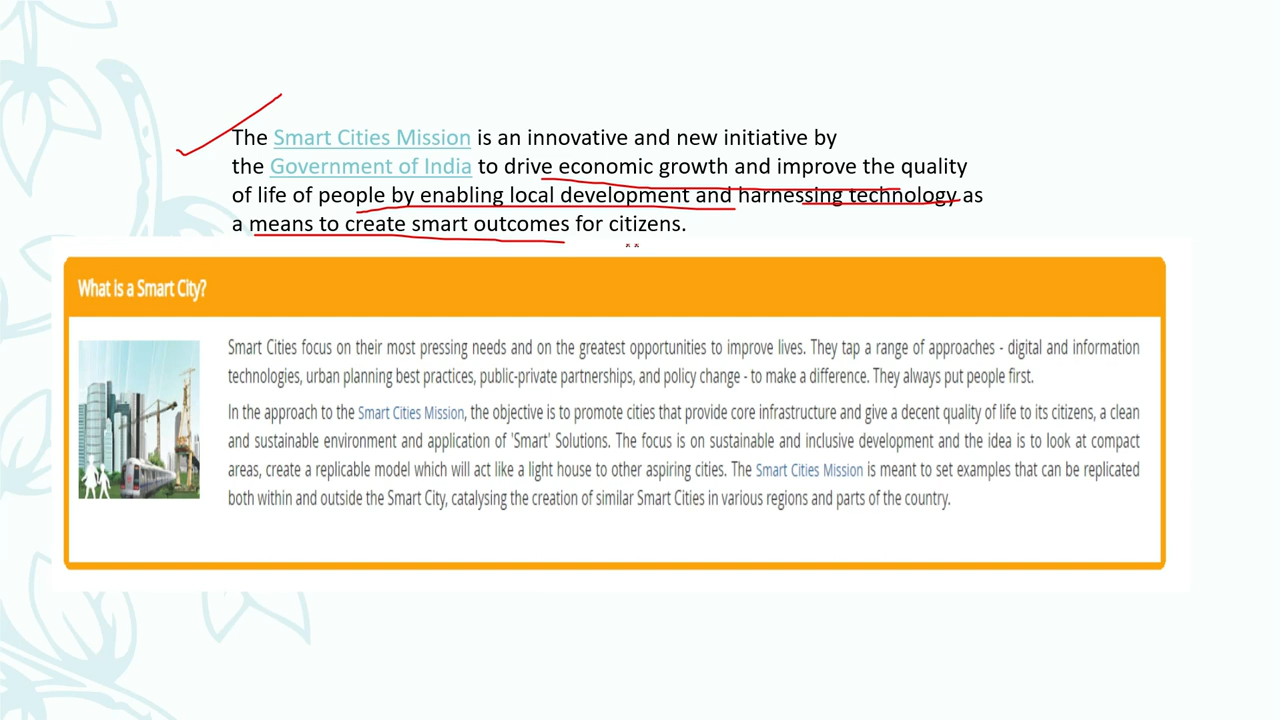 The Smart Cities Mission is an innovative and new initiative by
the Government of India to drive economic growth and improve the quality
of life of people by enabling local development and harnessing technology as
a means to create smart outcomes for citizens.
What is a Smart City?
Smart Cities focus on their most pressing needs and on the greatest opportunities to improve lives. They tap a range of approaches - digital and information
technologies, urban planning best practices, public-private partnerships, and policy change - to make a difference. They always put people first.
In the approach to the Smart Cities Mission, the objective is to promote cities that provide core infrastructure and give a decent quality of life to its citizens, a clean
and sustainable environment and application of 'Smart' Solutions. The focus is on sustainable and inclusive development and the idea is to look at compact
areas, create a replicable model which will act like a light house to other aspiring cities. The Smart Cities Mission is meant to set examples that can be replicated
both within and outside the Smart City, catalysing the creation of similar Smart Cities in various regions and parts of the country.